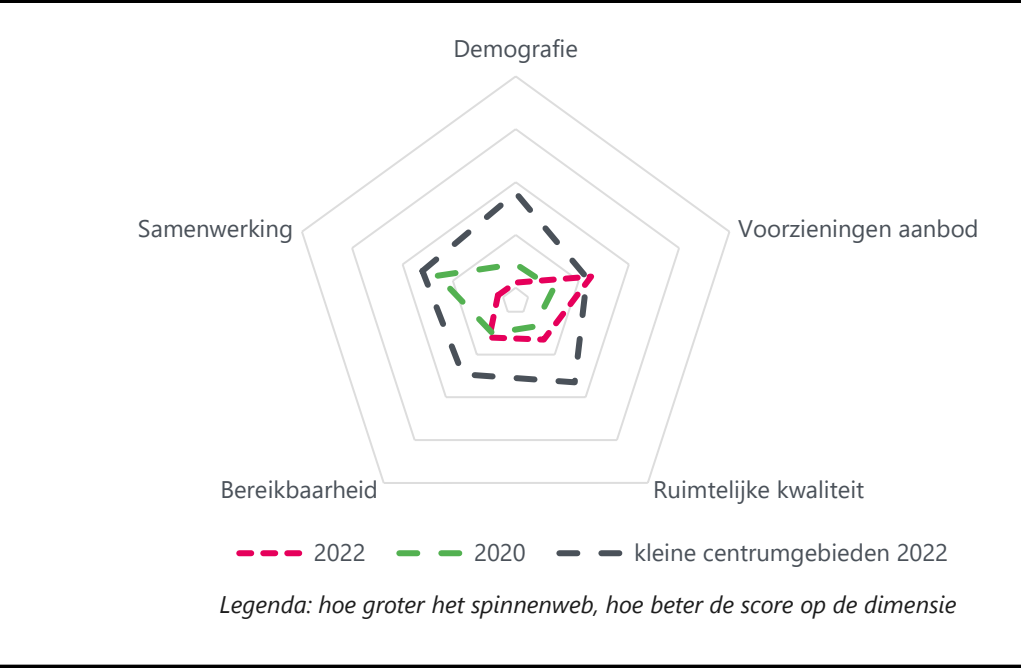 Demografie
Samenwerking
Voorzieningen aanbod
Bereikbaarheid
Ruimtelijke kwaliteit
2022
2020
kleine centrumgebieden 2022
Legenda: hoe groter het spinnenweb, hoe beter de score op de dimensie